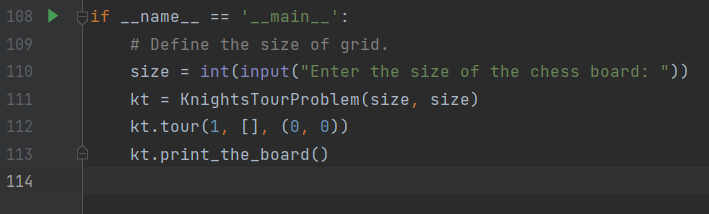 108 if __name__ == '__main__':
109     # Define the size of grid.
110     size = int(input("Enter the size of the chess board: "))
111     kt = KnightsTourProblem(size, size)
112     kt.tour(1, [], (0, 0))
113     kt.print_the_board()
114